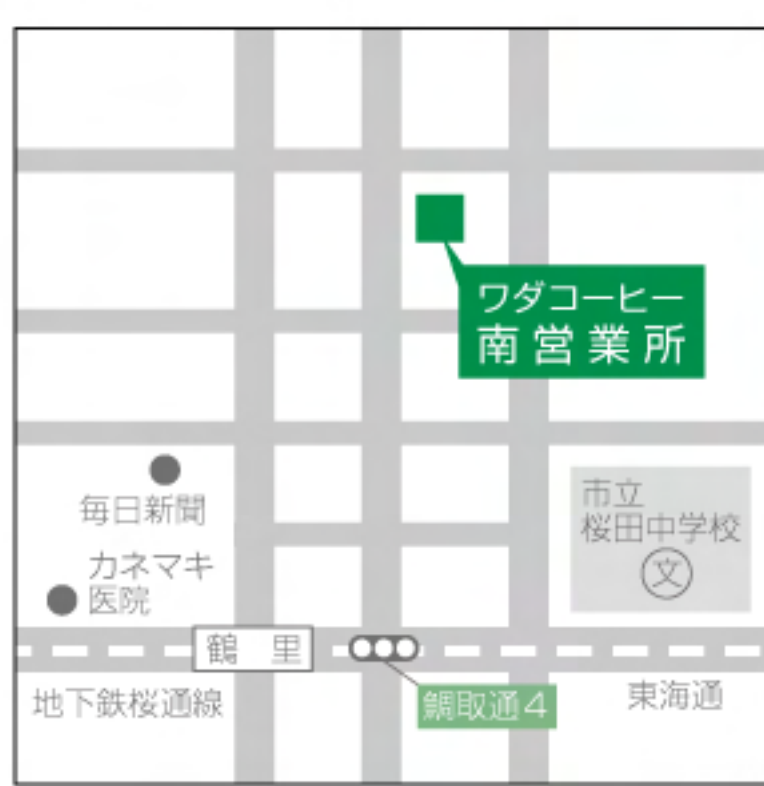 ワダコーヒー
南営業所
毎日新聞
市立
桜田中学校
文
カネマキ
医院
鶴里
地下鉄桜通線
鯛取通4
東海通